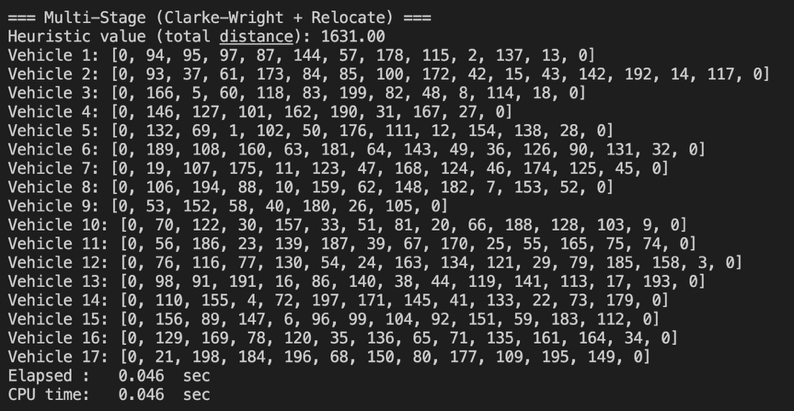 === Multi-Stage (Clarke-Wright + Relocate) ===
Heuristic value (total distance): 1631.00
Vehicle 1: [0, 94, 95, 97, 87, 144, 57, 178, 115, 2, 137, 13, 0]
Vehicle 2: [0, 93, 37, 61, 173, 84, 85, 100, 172, 42, 15, 43, 142, 192, 14, 117, 0]
Vehicle 3: [0, 166, 5, 60, 118, 83, 199, 82, 48, 8, 114, 18, 0]
Vehicle 4: [0, 146, 127, 101, 162, 190, 31, 167, 27, 0]
Vehicle 5: [0, 132, 69, 1, 102, 50, 176, 111, 12, 154, 138, 28, 0]
Vehicle 6: [0, 189, 108, 160, 63, 181, 64, 143, 49, 36, 126, 90, 131, 32, 0]
Vehicle 7: [0, 19, 107, 175, 11, 123, 47, 168, 124, 46, 174, 125, 45, 0]
Vehicle 8: [0, 106, 194, 88, 10, 159, 62, 148, 182, 7, 153, 52, 0]
Vehicle 9: [0, 53, 152, 58, 40, 180, 26, 105, 0]
Vehicle 10: [0, 70, 122, 30, 157, 33, 51, 81, 20, 66, 188, 128, 103, 9, 0]
Vehicle 11: [0, 56, 186, 23, 139, 187, 39, 67, 170, 25, 55, 165, 75, 74, 0]
Vehicle 12: [0, 76, 116, 77, 130, 54, 24, 163, 134, 121, 29, 79, 185, 158, 3, 0]
Vehicle 13: [0, 98, 91, 191, 16, 86, 140, 38, 44, 119, 141, 113, 17, 193, 0]
Vehicle 14: [0, 110, 155, 4, 72, 197, 171, 145, 41, 133, 22, 73, 179, 0]
Vehicle 15: [0, 156, 89, 147, 6, 96, 99, 104, 92, 151, 59, 183, 112, 0]
Vehicle 16: [0, 129, 169, 78, 120, 35, 136, 65, 71, 135, 161, 164, 34, 0]
Vehicle 17: [0, 21, 198, 184, 196, 68, 150, 80, 177, 109, 195, 149, 0]
Elapsed :   0.046  sec
CPU time:   0.046  sec